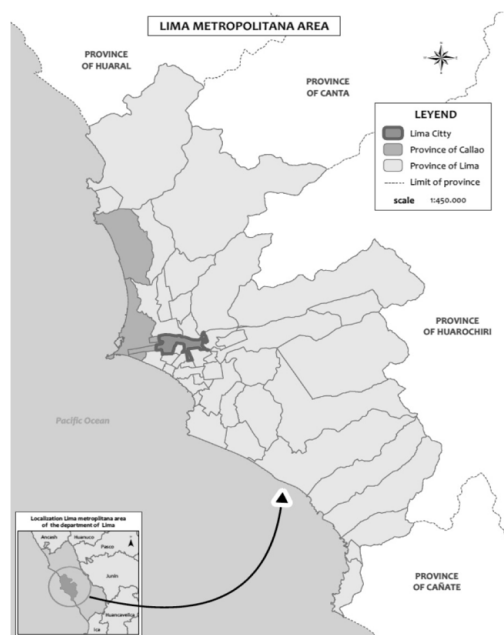 LIMA METROPOLITANA AREA
PROVINCE
OF HUARAL
PROVINCE
OF CANTA
LEYEND
Lima Citty
Province of Callao
Province of Lima
Limit of province
scale 1:450.000
PROVINCE
OF HUAROCHIRI
Pacific Ocean
Localization Lima metroplitana area
of the department of Lima
Ancash
Huanuco
Pasco
Junin
Huancavelica
Ica
PROVINCE
OF CAÑATE